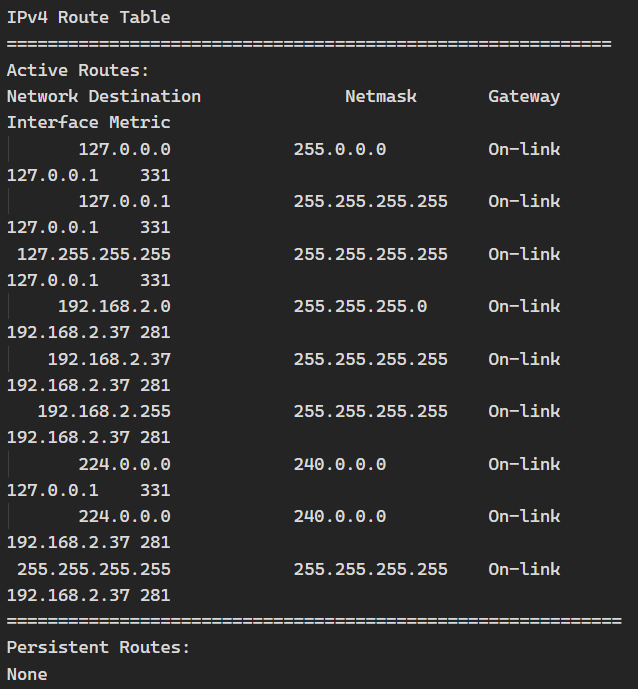 IPv4 Route Table
===========================================================
Active Routes:
Network Destination Netmask Gateway
Interface Metric
127.0.0.0 255.0.0.0 On-link
127.0.0.1 331
127.0.0.1 255.255.255.255 On-link
127.0.0.1 331
127.255.255.255 255.255.255.255 On-link
127.0.0.1 331
192.168.2.0 255.255.255.0 On-link
192.168.2.37 281
192.168.2.37 255.255.255.255 On-link
192.168.2.37 281
192.168.2.255 255.255.255.255 On-link
192.168.2.37 281
224.0.0.0 240.0.0.0 On-link
127.0.0.1 331
224.0.0.0 240.0.0.0 On-link
192.168.2.37 281
255.255.255.255 255.255.255.255 On-link
192.168.2.37 281
============================================================
Persistent Routes:
None